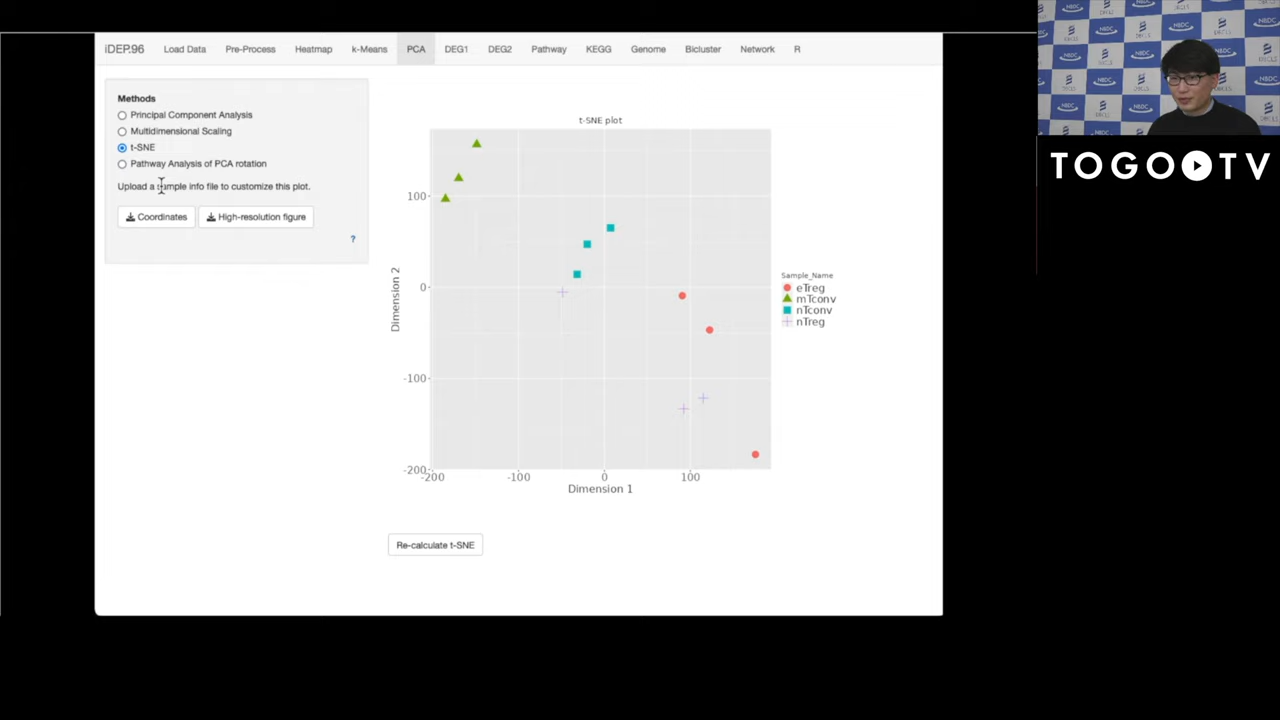 iDEP.96 Load Data Pre-Process Heatmap k-Means PCA DEG1 DEG2 Pathway KEGG Genome Bicluster Network R
Methods
Principal Component Analysis
Multidimensional Scaling
t-SNE
Pathway Analysis of PCA rotation
Upload a sample info file to customize this plot.
Coordinates High-resolution figure
?
t-SNE plot
100
0
-100
-200
-200 -100 0 100
Dimension 1
Dimension 2
Sample_Name
eTreg
mTconv
nTconv
nTreg
Re-calculate t-SNE
NBDC
DBCLS
TOGO TV